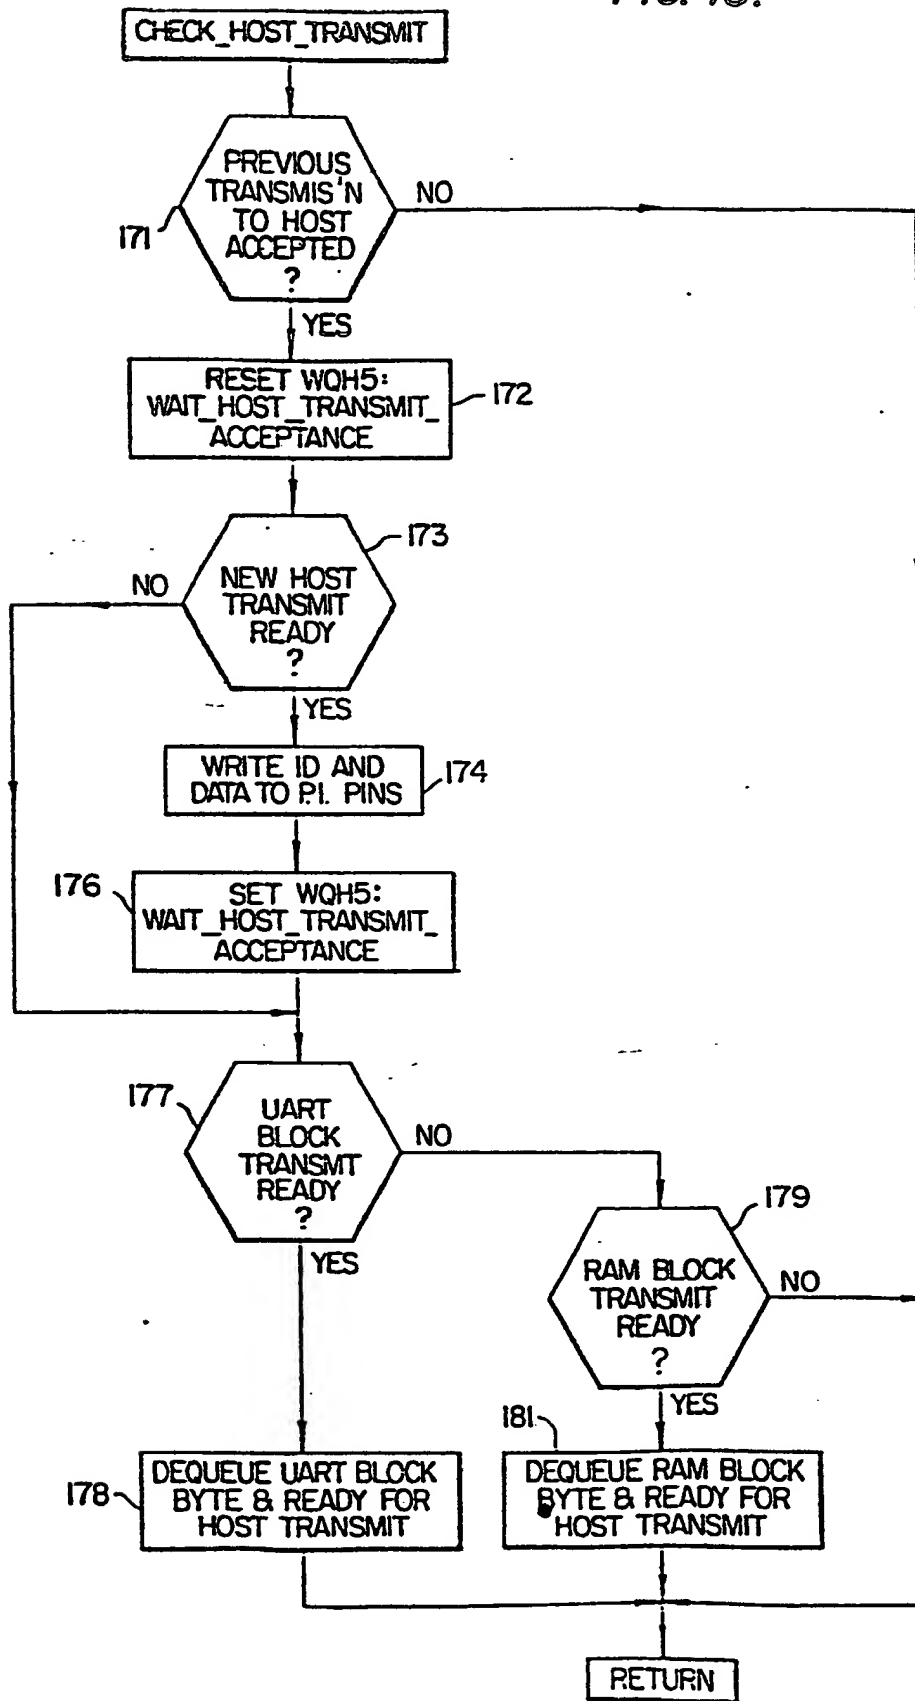 CHECK_HOST_TRANSMIT
PREVIOUS
TRANSMIS'N
TO HOST
ACCEPTED
?
NO
171
YES
RESET WQH5:
WAIT_HOST_TRANSMIT_
ACCEPTANCE
172
173
NEW HOST
TRANSMIT
READY
?
NO
YES
WRITE ID AND
DATA TO P.I. PINS
174
176
SET WQH5:
WAIT_HOST_TRANSMIT_
ACCEPTANCE
177
UART
BLOCK
TRANSMT
READY
?
NO
YES
179
RAM BLOCK
TRANSMIT
READY
?
NO
YES
178
DEQUEUE UART BLOCK
BYTE & READY FOR
HOST TRANSMIT
181
DEQUEUE RAM BLOCK
BYTE & READY FOR
HOST TRANSMIT
RETURN